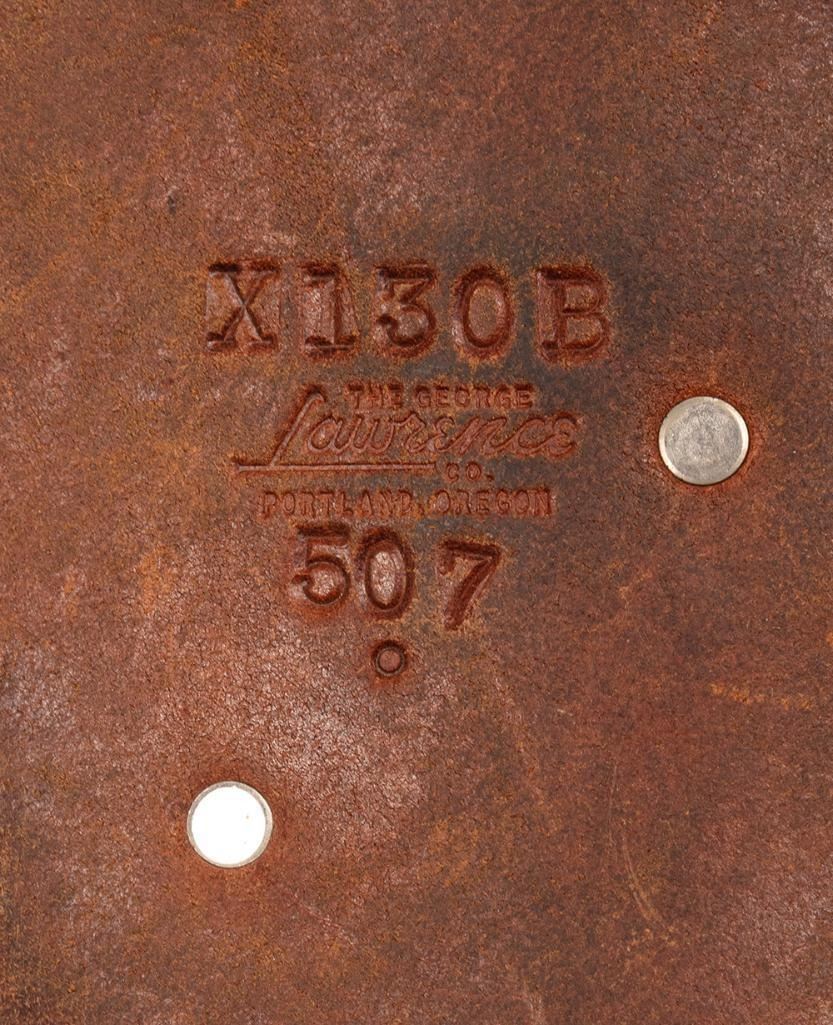 X130B
THE GEORGE
Lawrence
CO.
PORTLAND, OREGON
507